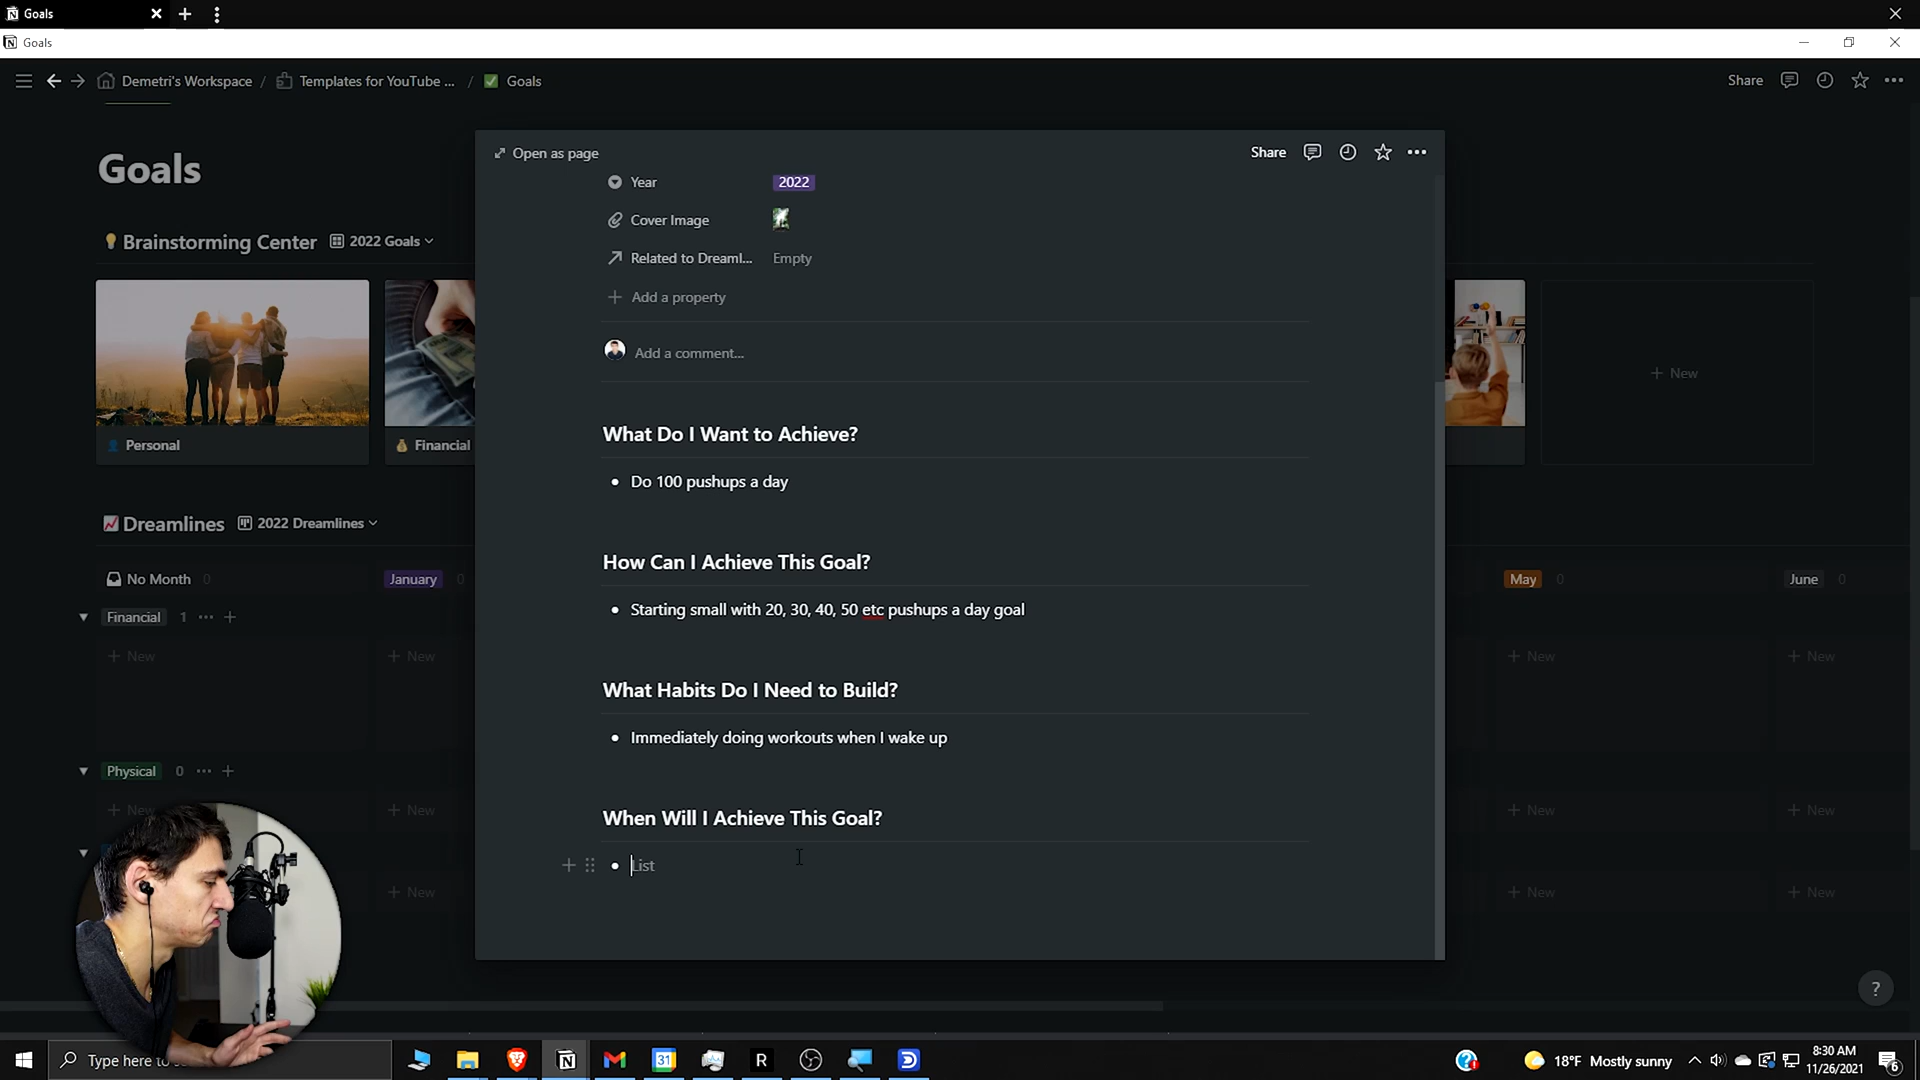 Goals
Goals
Demetri's Workspace / Templates for YouTube ... / Goals
Share
Goals
Brainstorming Center 2022 Goals
Personal
Financial
+ New
Dreamlines 2022 Dreamlines
No Month 0
January 0
May 0
June 0
Financial 1 ... +
+ New
+ New
+ New
+ New
Physical 0 ... +
+ New
+ New
+ New
+ New
+ New
+ New
+ New
Open as page
Share
Year 2022
Cover Image
Related to Dreaml... Empty
+ Add a property
Add a comment...
What Do I Want to Achieve?
• Do 100 pushups a day
How Can I Achieve This Goal?
• Starting small with 20, 30, 40, 50 etc pushups a day goal
What Habits Do I Need to Build?
• Immediately doing workouts when I wake up
When Will I Achieve This Goal?
• List
?
Type here to
31
R
18°F Mostly sunny
8:30 AM
11/26/2021
6